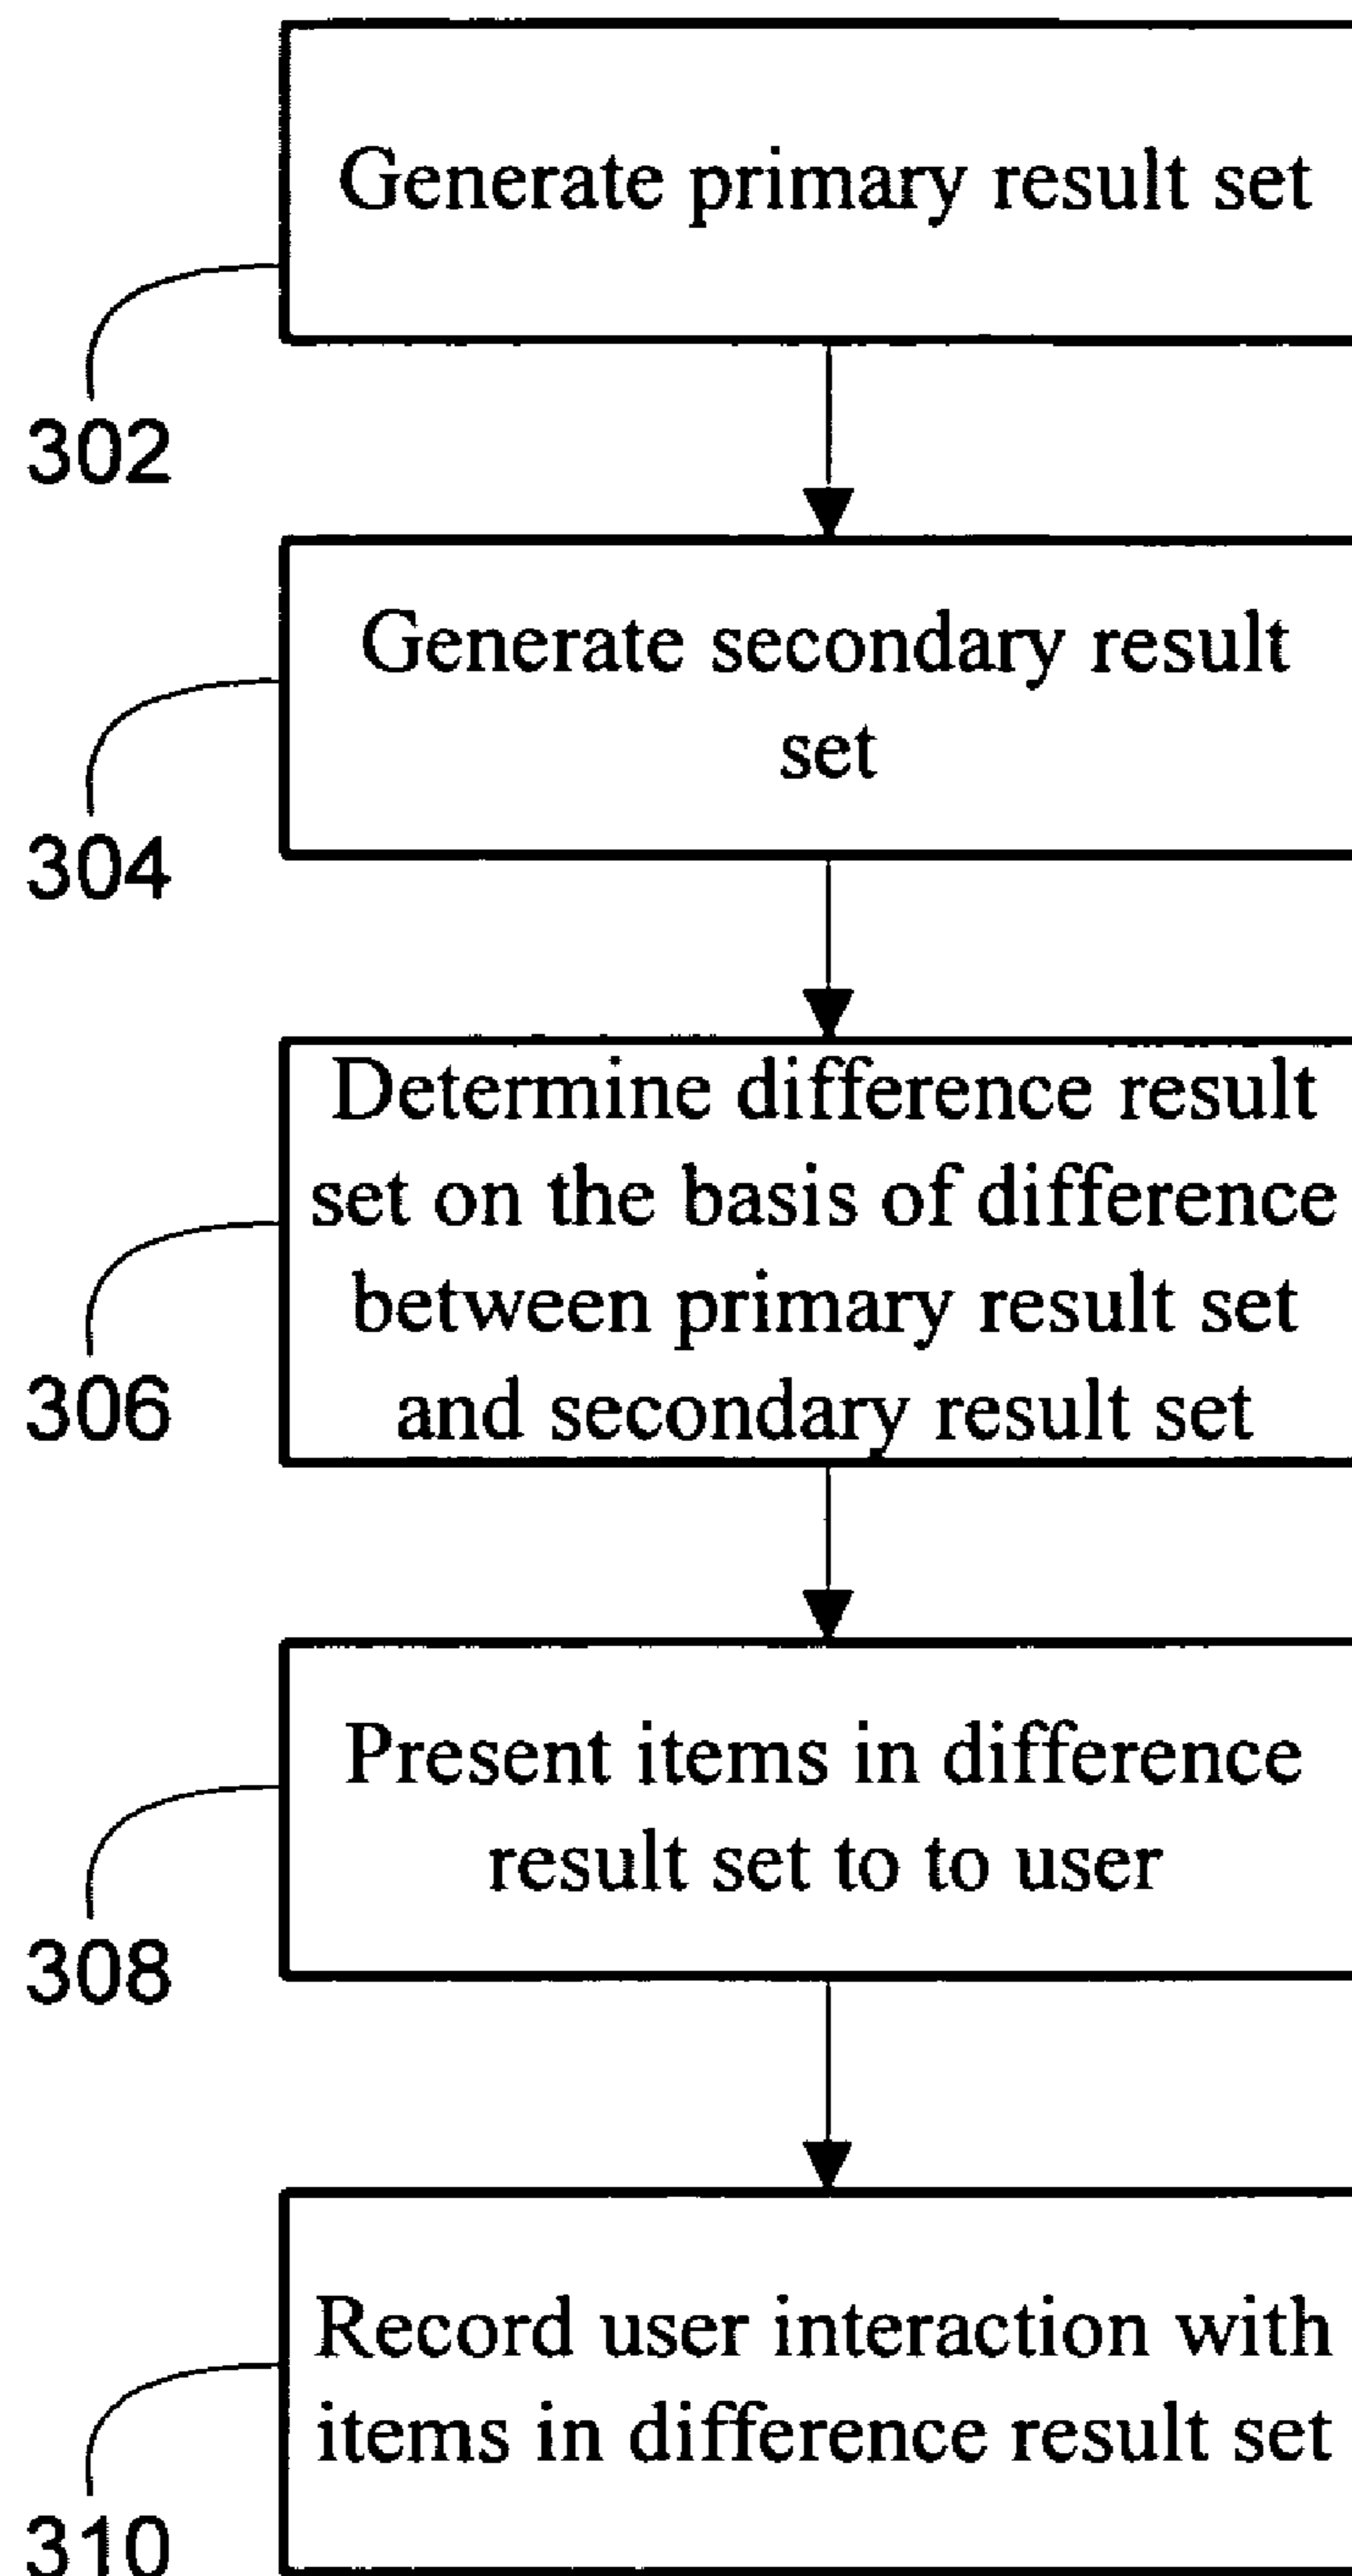 Generate primary result set
302
Generate secondary result
set
304
Determine difference result
set on the basis of difference
between primary result set
and secondary result set
306
Present items in difference
result set to to user
308
Record user interaction with
items in difference result set
310